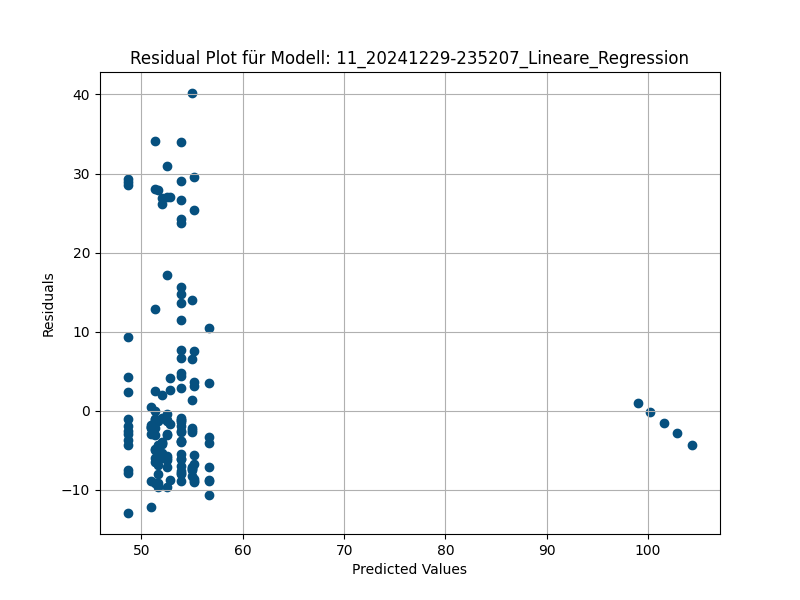 Residual Plot für Modell: 11_20241229-235207_Lineare_Regression
40
30
20
10
0
−10
Residuals
50 60 70 80 90 100
Predicted Values